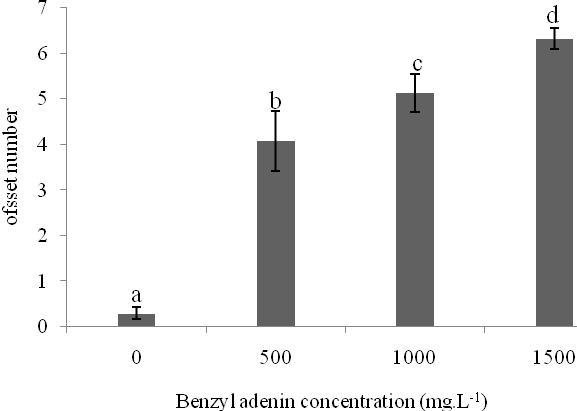 7
6
5
4
3
2
1
0
ofsset number
a
b
c
d
0 500 1000 1500
Benzyl adenin concentration (mg.L⁻¹)